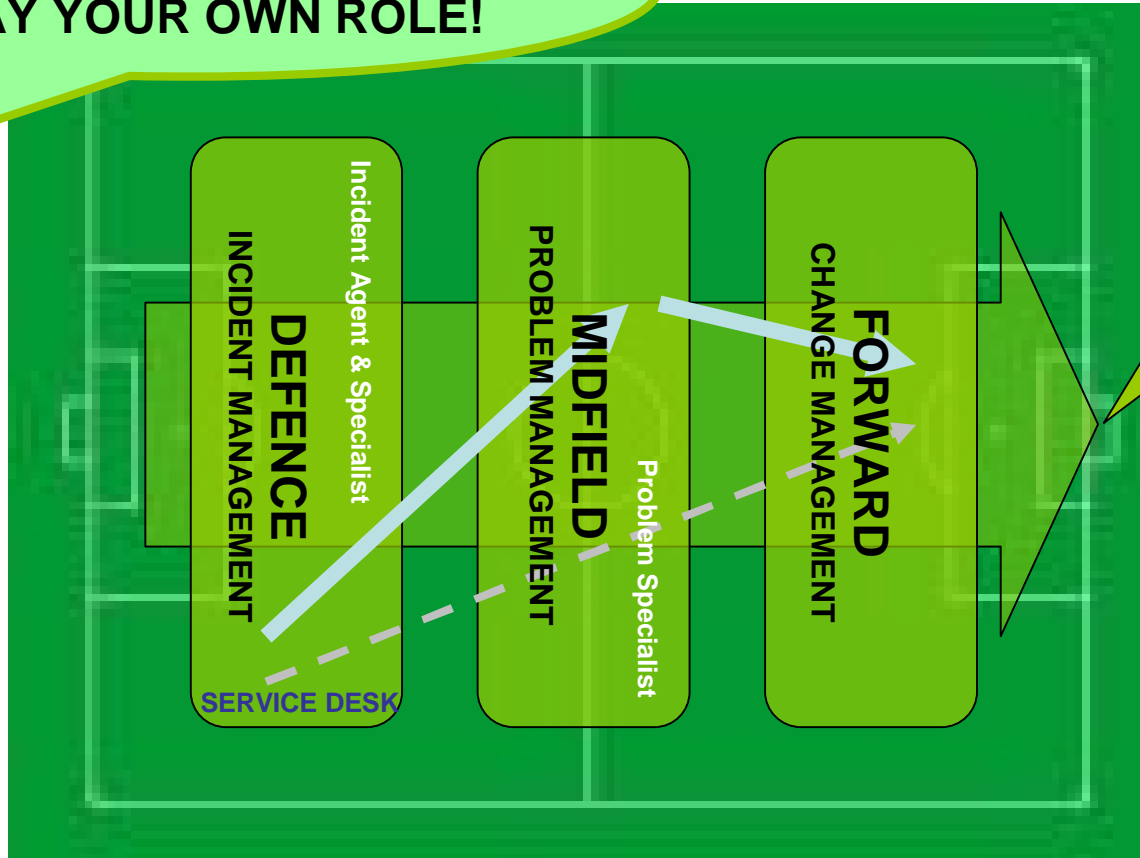 AY YOUR OWN ROLE!
Incident Agent & Specialist
DEFENCE
INCIDENT MANAGEMENT
SERVICE DESK
MIDFIELD
PROBLEM MANAGEMENT
Problem Specialist
FORWARD
CHANGE MANAGEMENT